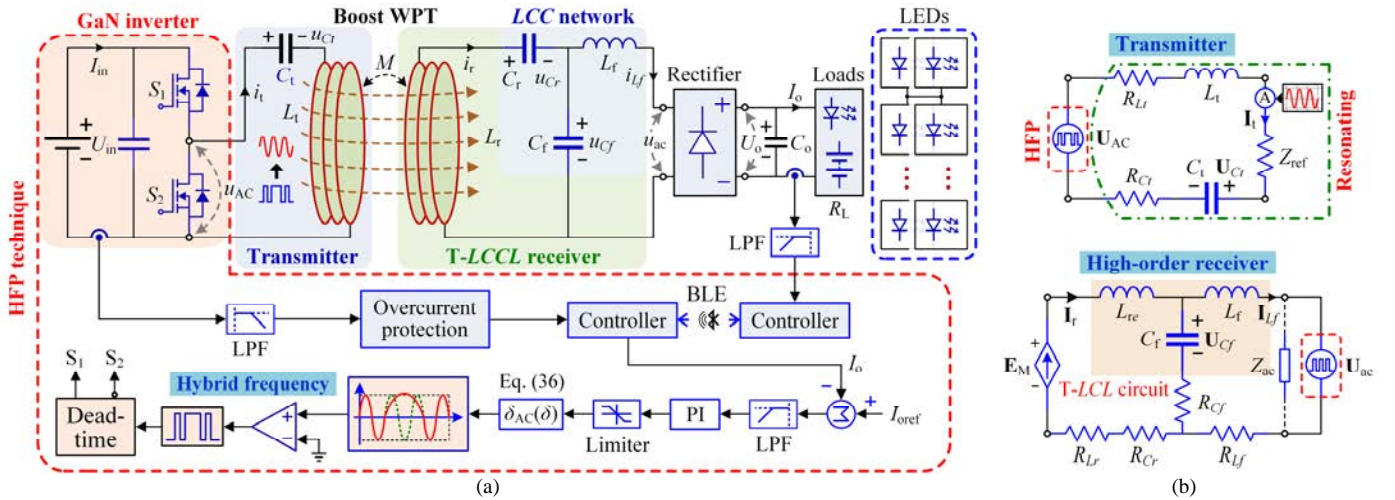 GaN inverter
Boost WPT
LCC network
LEDs
HFP technique
I_in
S_1
S_2
U_in
+
−
u_AC
i_t
+
−
u_Ct
C_t
L_t
M
L_r
i_r
+
−
C_r
u_Cr
L_f
i_Lf
C_f
+
−
u_Cf
u_ac
Rectifier
+
−
U_o
I_o
+
−
C_o
Loads
R_L
Transmitter
T-LCCL receiver
LPF
LPF
Overcurrent
protection
Controller
BLE
Controller
S_1
S_2
Hybrid frequency
Eq. (36)
I_o
Dead-
time
+
−
δ_AC(δ)
Limiter
PI
LPF
Σ
−
+
I_oref
(a)
Transmitter
R_Lt
L_t
A
I_t
HFP
U_AC
Z_ref
Resonating
R_Ct
C_t
−
+
U_Ct
High-order receiver
I_r
L_re
L_f
I_Lf
C_f
+
−
U_Cf
E_M
+
−
Z_ac
U_ac
T-LCL circuit
R_Cf
R_Lr
R_Cr
R_Lf
(b)